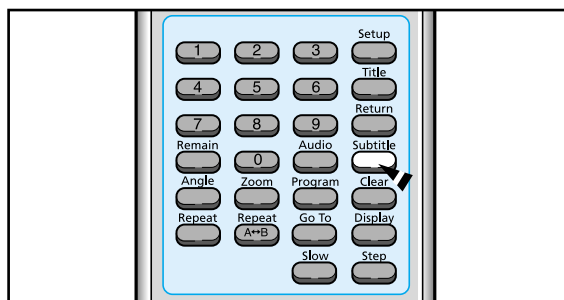 Setup
1 2 3
Title
4 5 6
Return
7 8 9
Remain Audio Subtitle
0
Angle Zoom Program Clear
Repeat Repeat Go To Display
A↔B
Slow Step